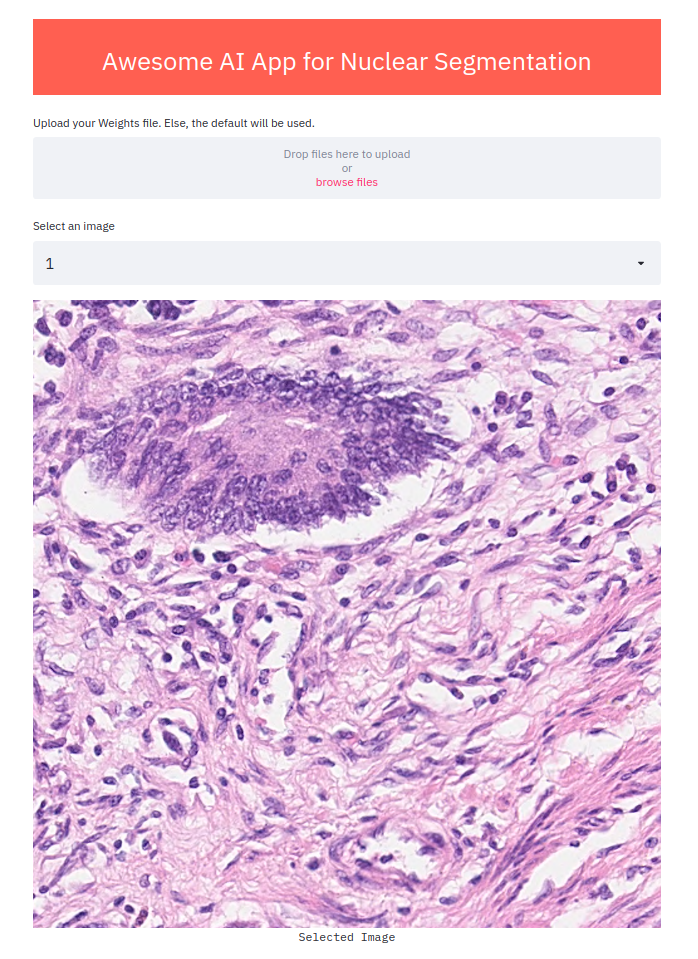 Awesome AI App for Nuclear Segmentation
Upload your Weights file. Else, the default will be used.
Drop files here to upload
or
browse files
Select an image
1
Selected Image